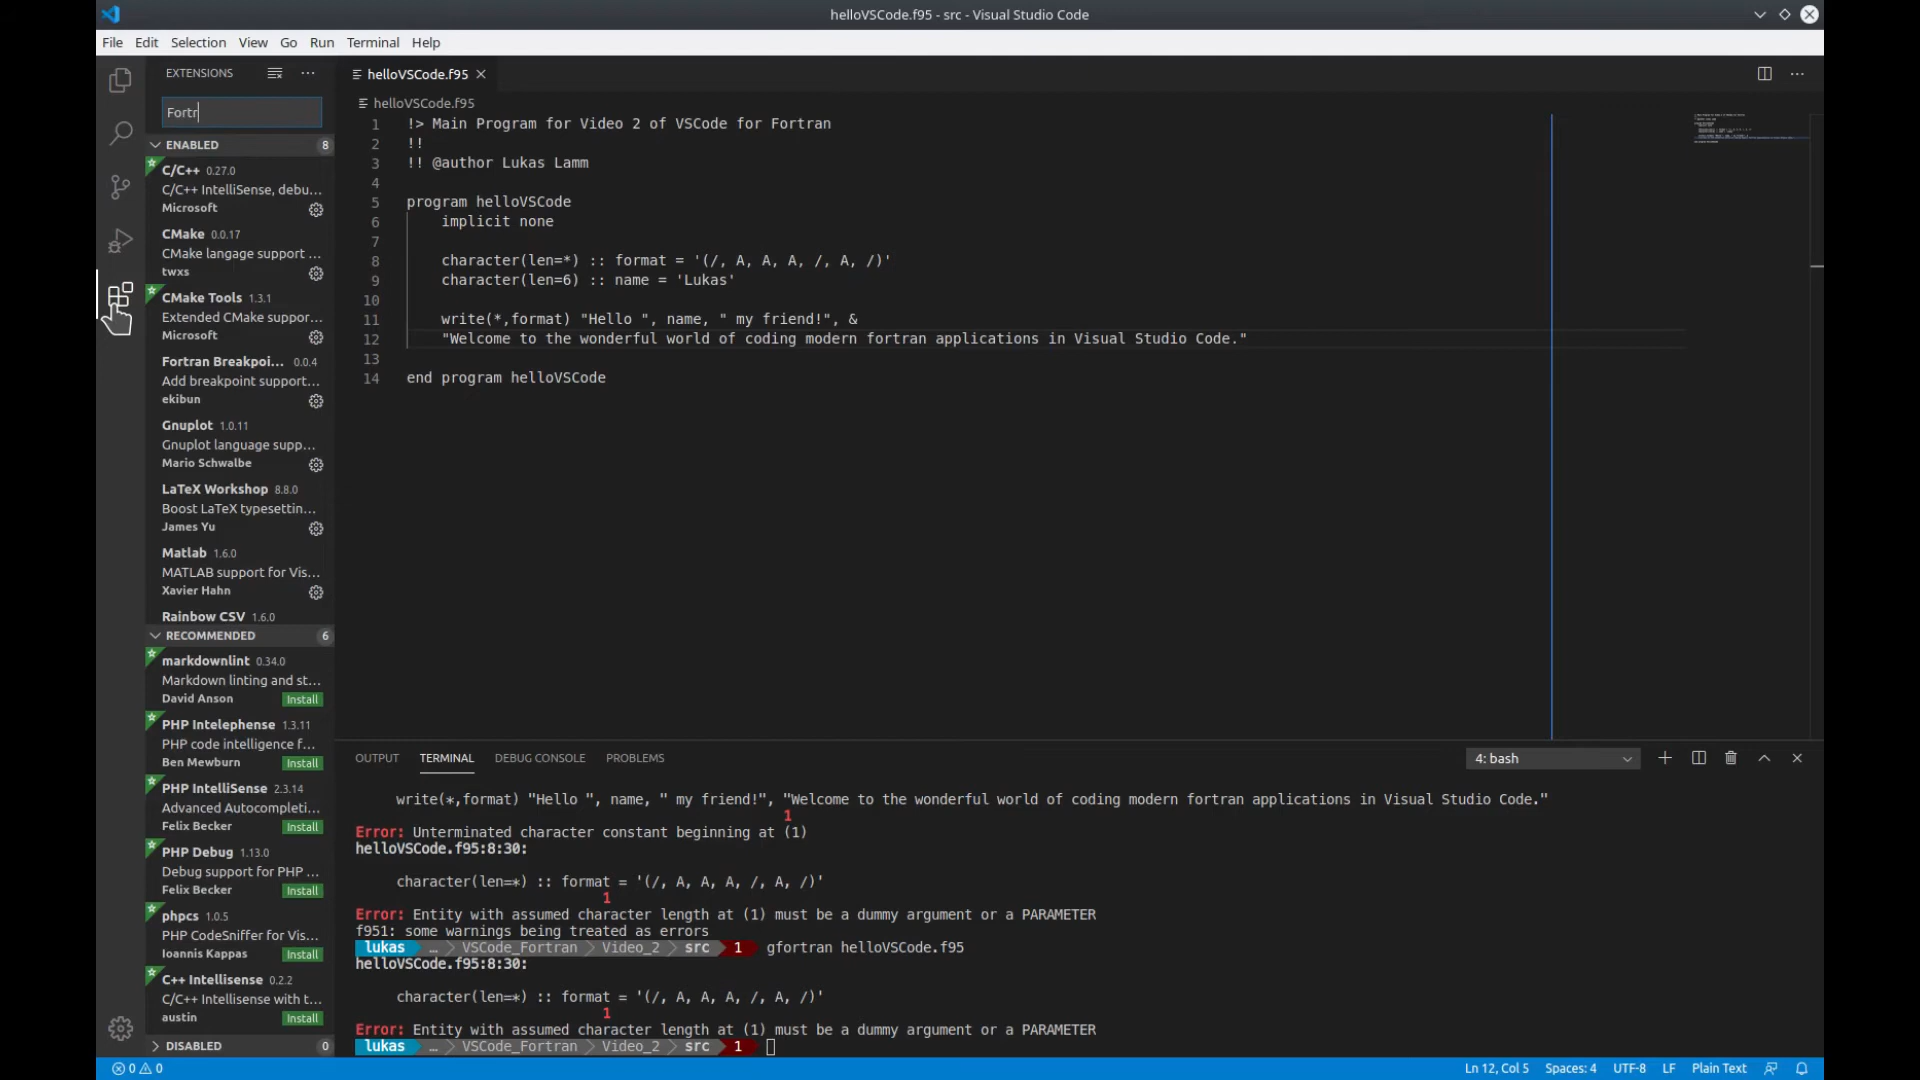 helloVSCode.f95 - src - Visual Studio Code
File Edit Selection View Go Run Terminal Help
EXTENSIONS
Fortr
ENABLED 8
C/C++ 0.27.0
C/C++ IntelliSense, debu...
Microsoft
CMake 0.0.17
CMake langage support ...
twxs
CMake Tools 1.3.1
Extended CMake suppor...
Microsoft
Fortran Breakpoi... 0.0.4
Add breakpoint support...
ekibun
Gnuplot 1.0.11
Gnuplot language supp...
Mario Schwalbe
LaTeX Workshop 8.8.0
Boost LaTeX typesettin...
James Yu
Matlab 1.6.0
MATLAB support for Vis...
Xavier Hahn
Rainbow CSV 1.6.0
RECOMMENDED 6
markdownlint 0.34.0
Markdown linting and st...
David Anson Install
PHP Intelephense 1.3.11
PHP code intelligence f...
Ben Mewburn Install
PHP IntelliSense 2.3.14
Advanced Autocompleti...
Felix Becker Install
PHP Debug 1.13.0
Debug support for PHP ...
Felix Becker Install
phpcs 1.0.5
PHP CodeSniffer for Vis...
Ioannis Kappas Install
C++ Intellisense 0.2.2
C/C++ Intellisense with t...
austin Install
DISABLED 0
helloVSCode.f95
helloVSCode.f95
1 !> Main Program for Video 2 of VSCode for Fortran
2 !!
3 !! @author Lukas Lamm
4
5 program helloVSCode
6 implicit none
7
8 character(len=*) :: format = '(/, A, A, A, /, A, /)'
9 character(len=6) :: name = 'Lukas'
10
11 write(*,format) "Hello ", name, " my friend!", &
12 "Welcome to the wonderful world of coding modern fortran applications in Visual Studio Code."
13
14 end program helloVSCode
OUTPUT TERMINAL DEBUG CONSOLE PROBLEMS 4: bash
write(*,format) "Hello ", name, " my friend!", "Welcome to the wonderful world of coding modern fortran applications in Visual Studio Code."
1
Error: Unterminated character constant beginning at (1)
helloVSCode.f95:8:30:
character(len=*) :: format = '(/, A, A, A, /, A, /)'
1
Error: Entity with assumed character length at (1) must be a dummy argument or a PARAMETER
f951: some warnings being treated as errors
lukas … VSCode_Fortran Video_2 src 1 gfortran helloVSCode.f95
helloVSCode.f95:8:30:
character(len=*) :: format = '(/, A, A, A, /, A, /)'
1
Error: Entity with assumed character length at (1) must be a dummy argument or a PARAMETER
lukas … VSCode_Fortran Video_2 src 1
0 0 Ln 12, Col 5 Spaces: 4 UTF-8 LF Plain Text